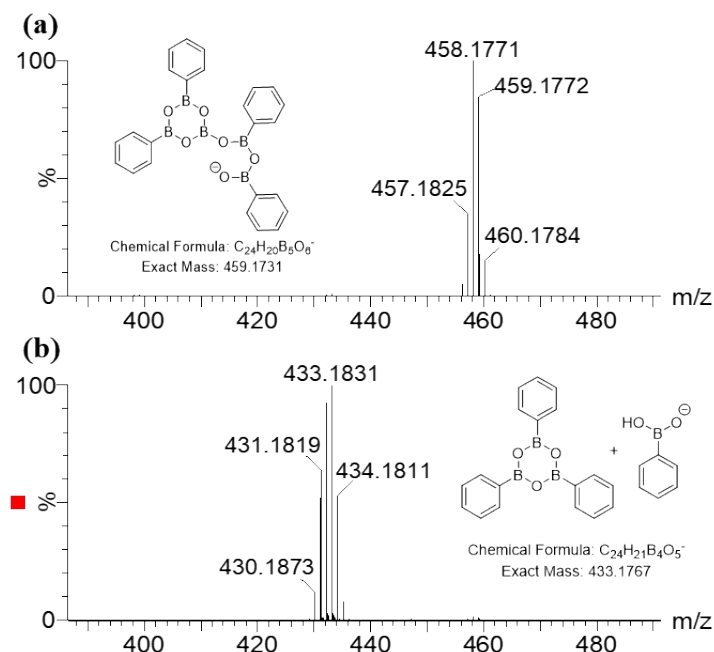 (a)
100
%
0
458.1771
459.1772
457.1825
460.1784
B
O
O
B
B
O
O
B
O
⊖
O
B
Chemical Formula: C24H20B5O6-
Exact Mass: 459.1731
400
420
440
460
480
m/z
(b)
100
%
0
433.1831
431.1819
434.1811
430.1873
B
O
O
B
B
O
+
HO
B
O
⊖
Chemical Formula: C24H21B4O5-
Exact Mass: 433.1767
400
420
440
460
480
m/z